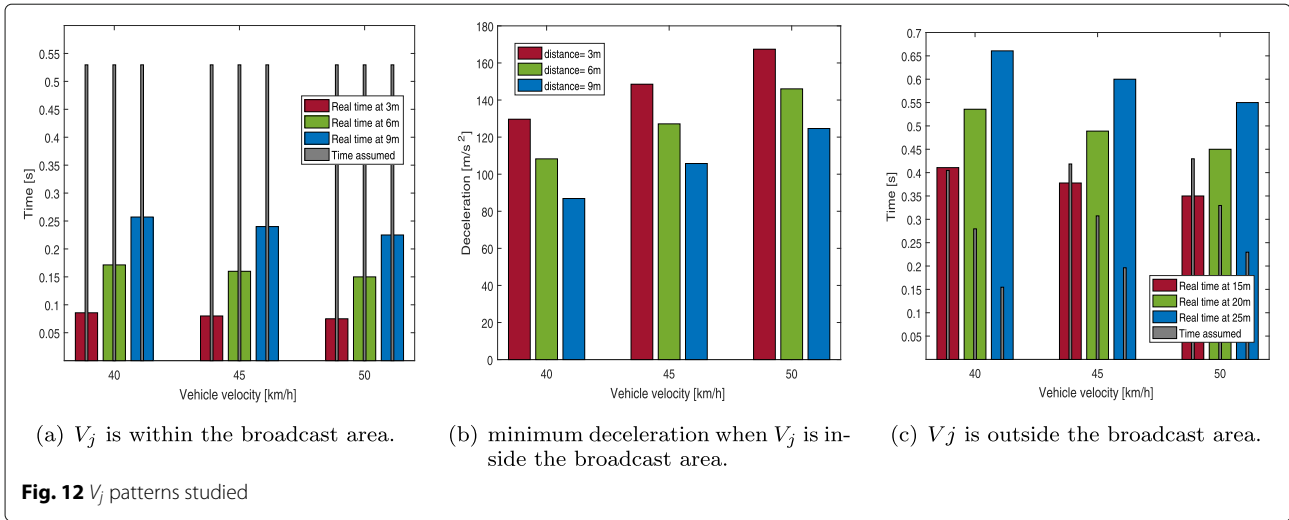 0.55
0.5
0.45
0.4
0.35
0.3
0.25
0.2
0.15
0.1
0.05
Time [s]
Real time at 3m
Real time at 6m
Real time at 9m
Time assumed
40 45 50
Vehicle velocity [km/h]
(a) Vj is within the broadcast area.
180
160
140
120
100
80
60
40
20
0
Deceleration [m/s 2]
distance= 3m
distance= 6m
distance= 9m
40 45 50
Vehicle velocity [km/h]
(b) minimum deceleration when Vj is in-
side the broadcast area.
0.7
0.65
0.6
0.55
0.5
0.45
0.4
0.35
0.3
0.25
0.2
0.15
0.1
0.05
Time [s]
Real time at 15m
Real time at 20m
Real time at 25m
Time assumed
40 45 50
Vehicle velocity [km/h]
(c) Vj is outside the broadcast area.
Fig. 12 Vj patterns studied